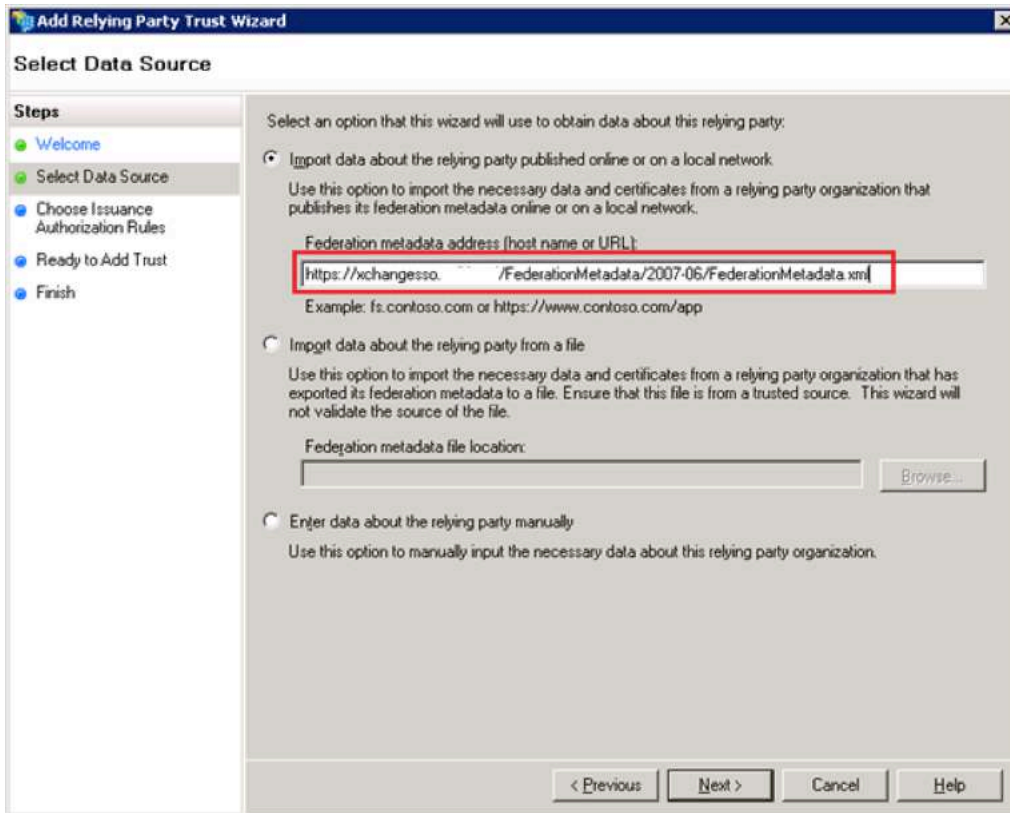 Add Relying Party Trust Wizard
Select Data Source
Steps
Welcome
Select Data Source
Choose Issuance
Authorization Rules
Ready to Add Trust
Finish
Select an option that this wizard will use to obtain data about this relying party:
Import data about the relying party published online or on a local network
Use this option to import the necessary data and certificates from a relying party organization that
publishes its federation metadata online or on a local network.
Federation metadata address (host name or URL):
https://xchangesso. /FederationMetadata/2007-06/FederationMetadata.xml
Example: fs.contoso.com or https://www.contoso.com/app
Import data about the relying party from a file
Use this option to import the necessary data and certificates from a relying party organization that has
exported its federation metadata to a file. Ensure that this file is from a trusted source. This wizard will
not validate the source of the file.
Federation metadata file location:
Browse...
Enter data about the relying party manually
Use this option to manually input the necessary data about this relying party organization.
< Previous
Next >
Cancel
Help